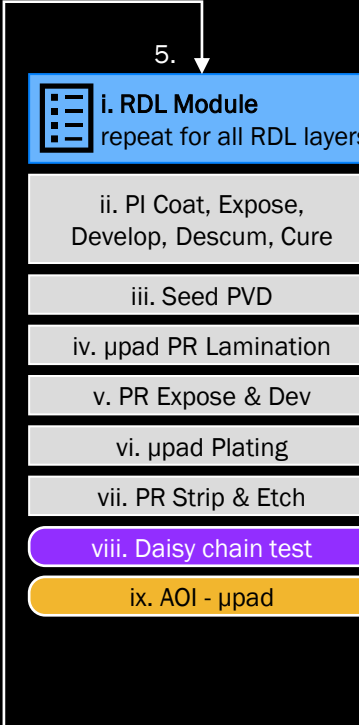 5.
i. RDL Module
repeat for all RDL layers
ii. PI Coat, Expose,
Develop, Descum, Cure
iii. Seed PVD
iv. µpad PR Lamination
v. PR Expose & Dev
vi. µpad Plating
vii. PR Strip & Etch
viii. Daisy chain test
ix. AOI - µpad